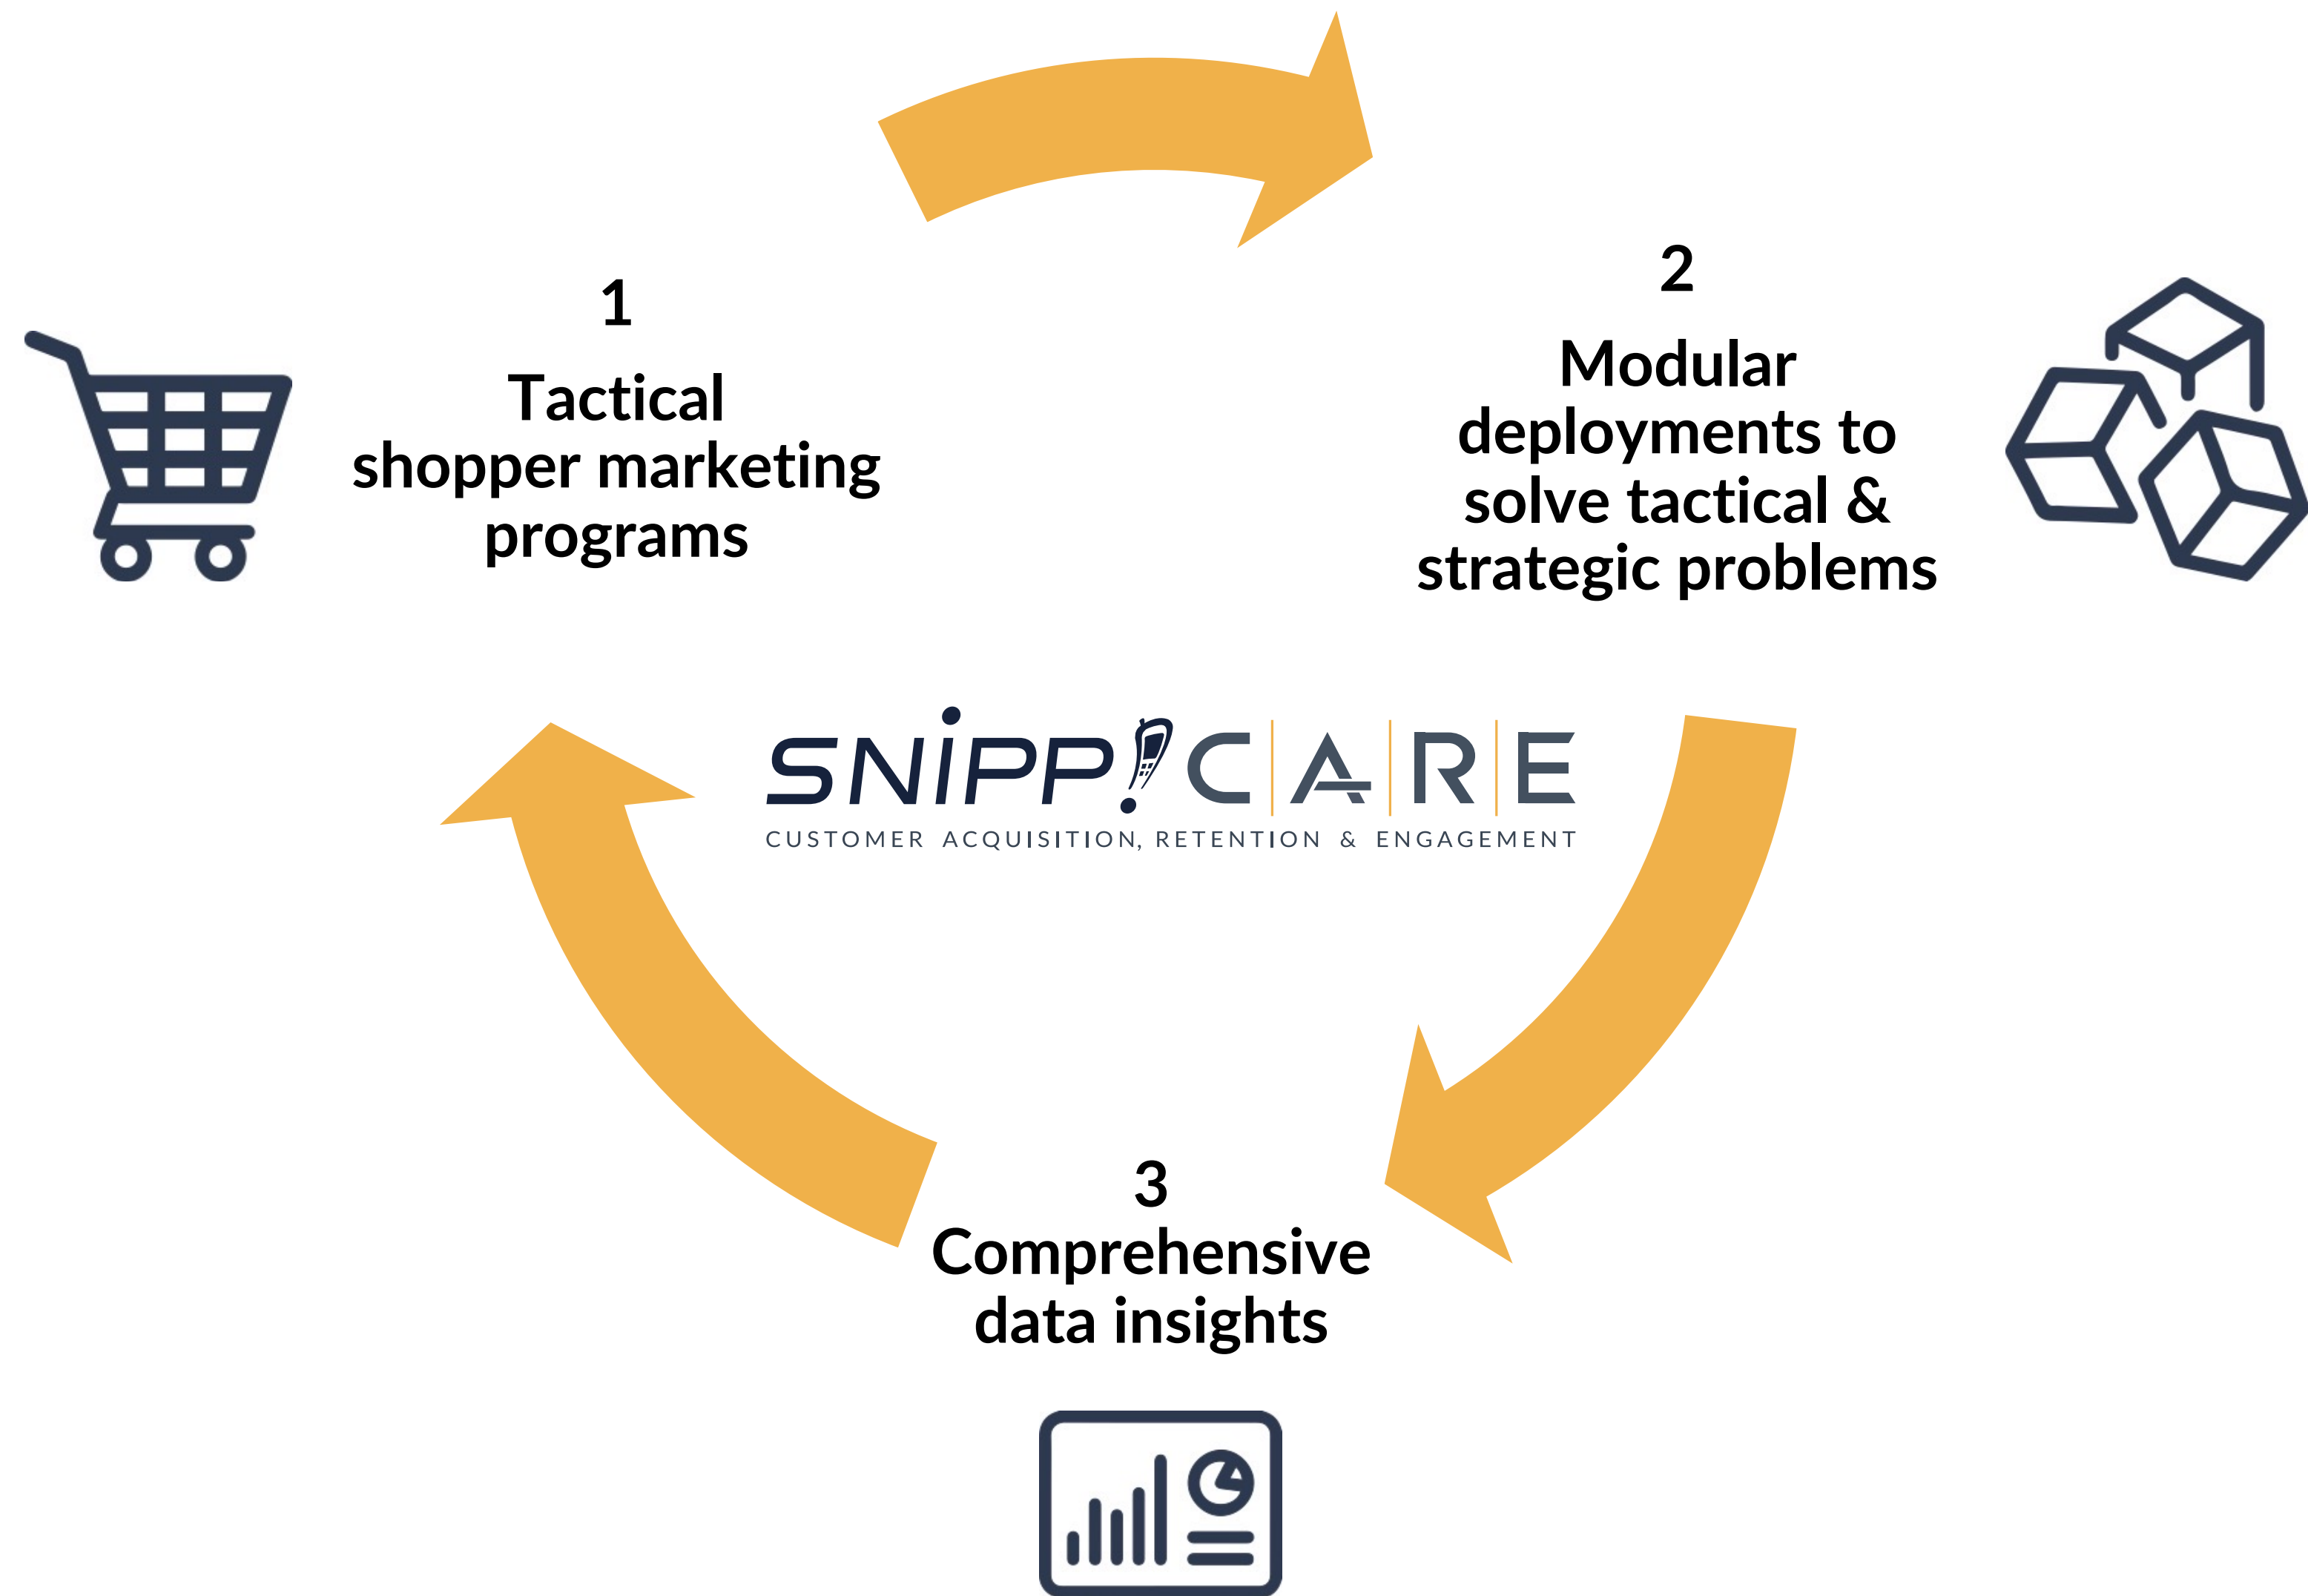 1
Tactical
shopper marketing
programs
2
Modular
deployments to
solve tactical &
strategic problems
SNiPP! C|A|R|E
CUSTOMER ACQUISITION, RETENTION & ENGAGEMENT
3
Comprehensive
data insights